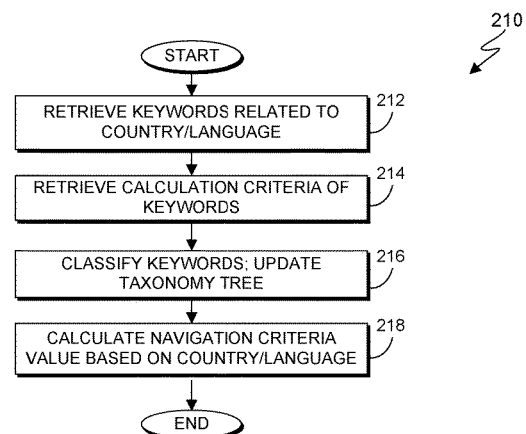 210
START
RETRIEVE KEYWORDS RELATED TO
COUNTRY/LANGUAGE
212
RETRIEVE CALCULATION CRITERIA OF
KEYWORDS
214
CLASSIFY KEYWORDS; UPDATE
TAXONOMY TREE
216
CALCULATE NAVIGATION CRITERIA
VALUE BASED ON COUNTRY/LANGUAGE
218
END